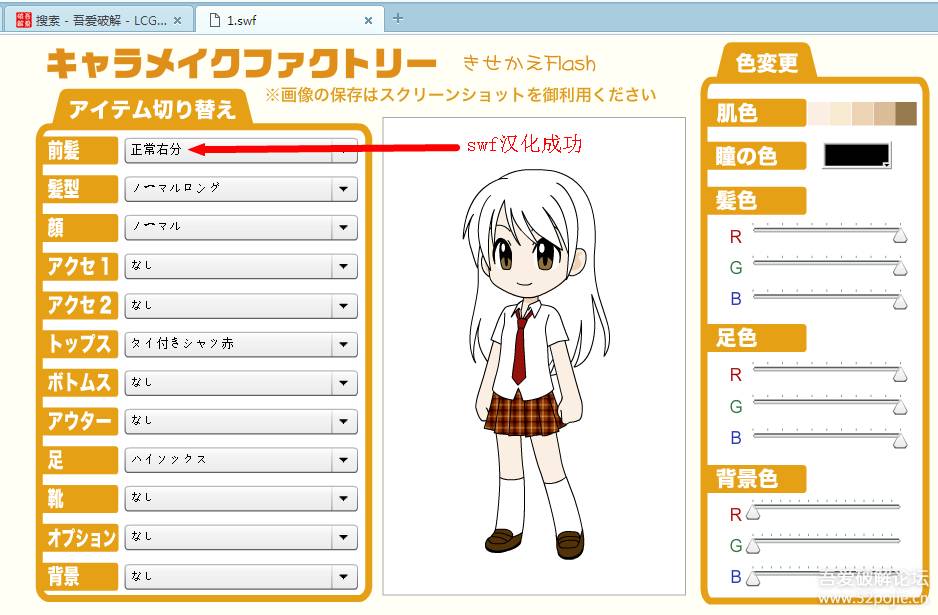 搜索 - 吾爱破解 - LCG...
1.swf
キャラメイクファクトリー きせかえFlash
※画像の保存はスクリーンショットを御利用ください
アイテム切り替え
前髪 正常右分
髪型 ノーマルロング
顔 ノーマル
アクセ1 なし
アクセ2 なし
トップス タイ付きシャツ赤
ボトムス なし
アウター なし
足 ハイソックス
靴 なし
オプション なし
背景 なし
swf汉化成功
色変更
肌色
瞳の色
髪色
R
G
B
足色
R
G
B
背景色
R
G
B
吾爱破解论坛
www.52pojie.cn